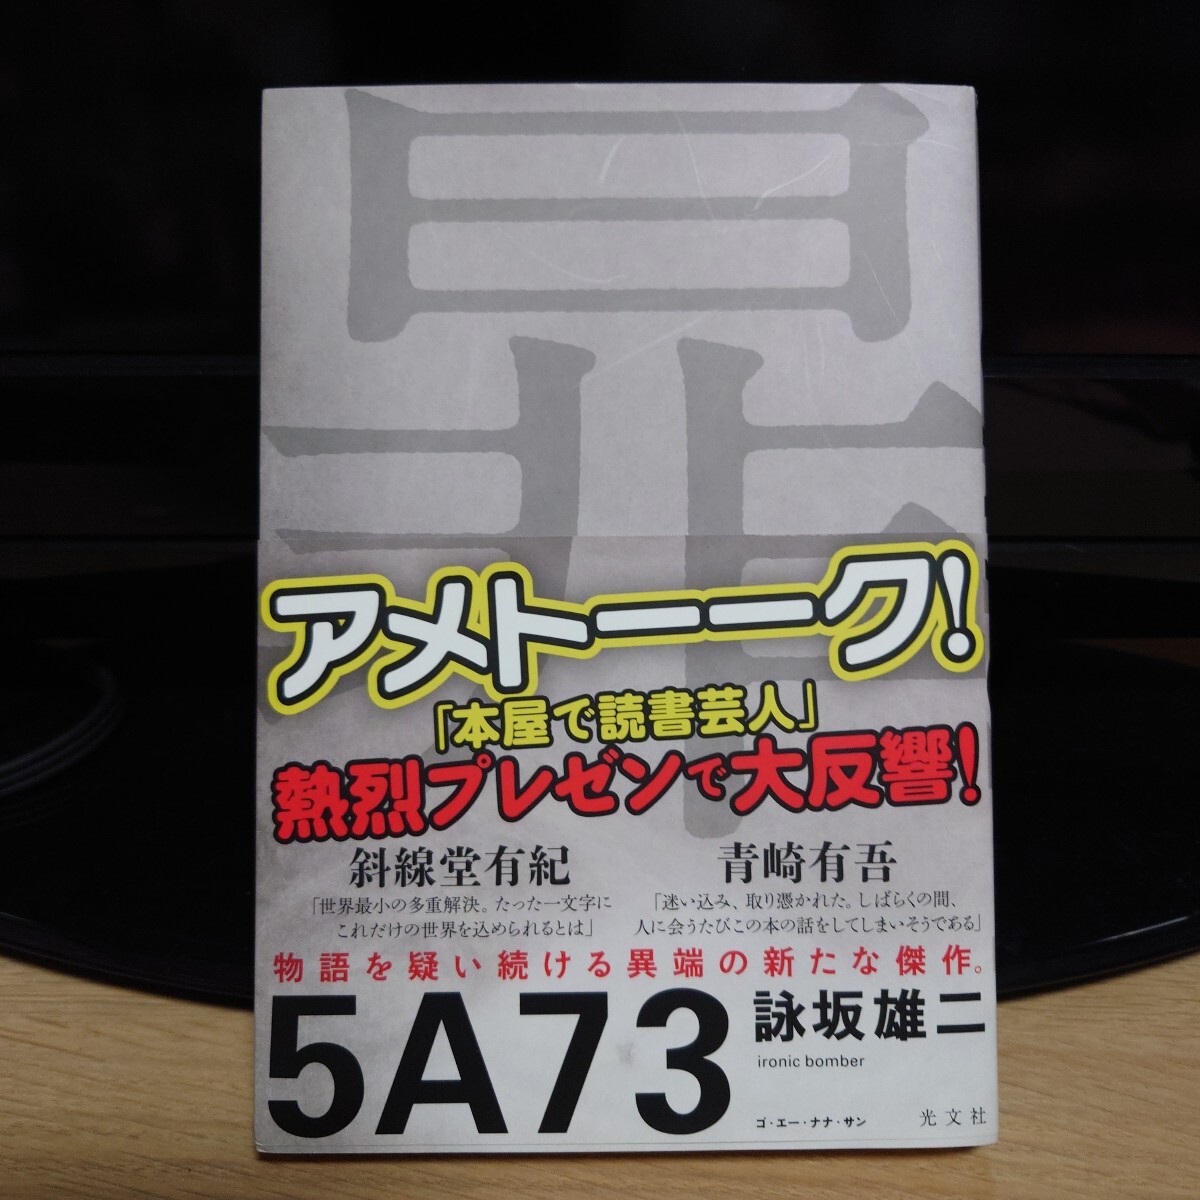 暃
アメトーーク!
「本屋で読書芸人」
熱烈プレゼンで大反響!
斜線堂有紀
「世界最小の多重解決。たった一文字に
これだけの世界を込められるとは」
青崎有吾
「迷い込み、取り憑かれた。しばらくの間、
人に会うたびこの本の話をしてしまいそうである」
物語を疑い続ける異端の新たな傑作。
5A73
詠坂雄二
ironic bomber
ゴ・エー・ナナ・サン
光文社